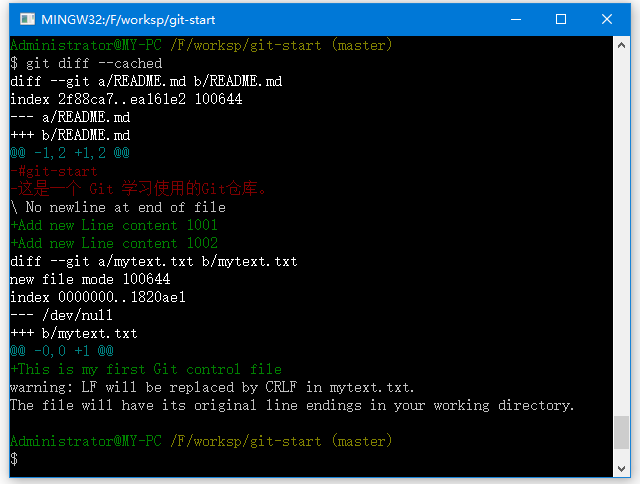 MINGW32:/F/worksp/git-start
Administrator@MY-PC /F/worksp/git-start (master)
$ git diff --cached
diff --git a/README.md b/README.md
index 2f88ca7..ea161e2 100644
--- a/README.md
+++ b/README.md
@@ -1,2 +1,2 @@
-#git-start
-这是一个 Git 学习使用的Git仓库。
\ No newline at end of file
+Add new Line content 1001
+Add new Line content 1002
diff --git a/mytext.txt b/mytext.txt
new file mode 100644
index 0000000..1820ae1
--- /dev/null
+++ b/mytext.txt
@@ -0,0 +1 @@
+This is my first Git control file
warning: LF will be replaced by CRLF in mytext.txt.
The file will have its original line endings in your working directory.
Administrator@MY-PC /F/worksp/git-start (master)
$